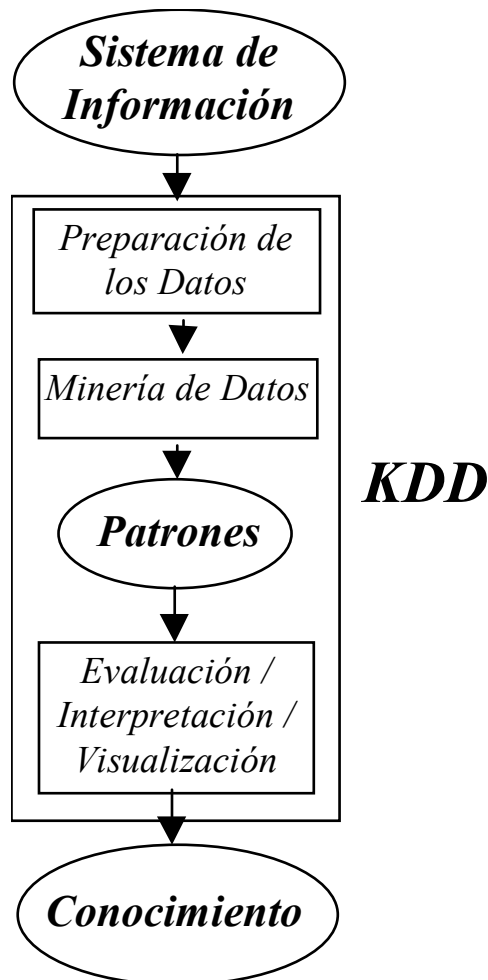 Sistema de
Información
Preparación de
los Datos
Minería de Datos
KDD
Patrones
Evaluación /
Interpretación /
Visualización
Conocimiento